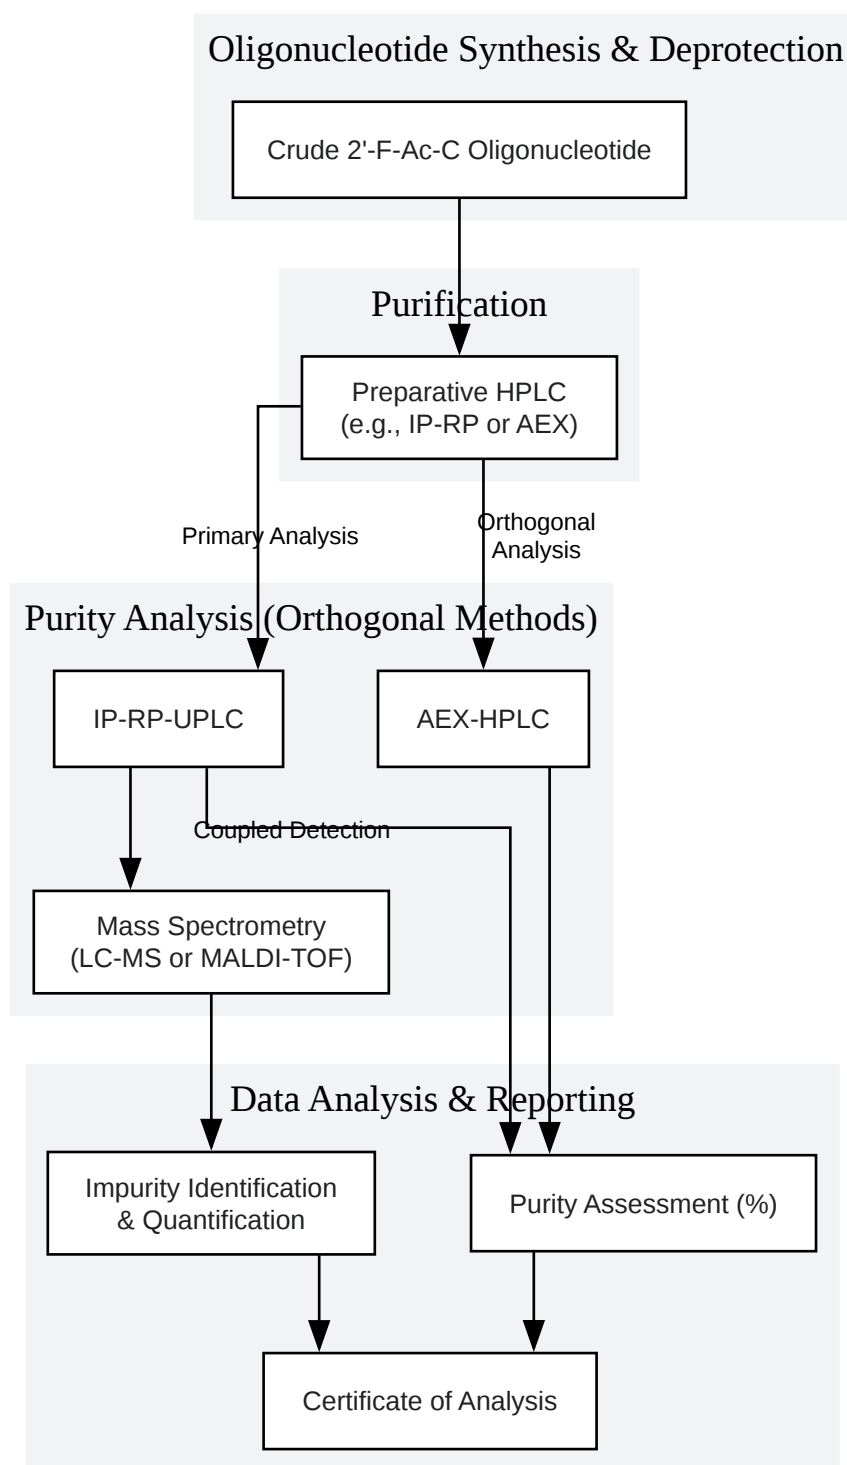 Oligonucleotide Synthesis & Deprotection
Crude 2'-F-Ac-C Oligonucleotide
Purification
Preparative HPLC
(e.g., IP-RP or AEX)
Primary Analysis
Orthogonal
Analysis
Purity Analysis (Orthogonal Methods)
IP-RP-UPLC
AEX-HPLC
Coupled Detection
Mass Spectrometry
(LC-MS or MALDI-TOF)
Data Analysis & Reporting
Impurity Identification
& Quantification
Purity Assessment (%)
Certificate of Analysis